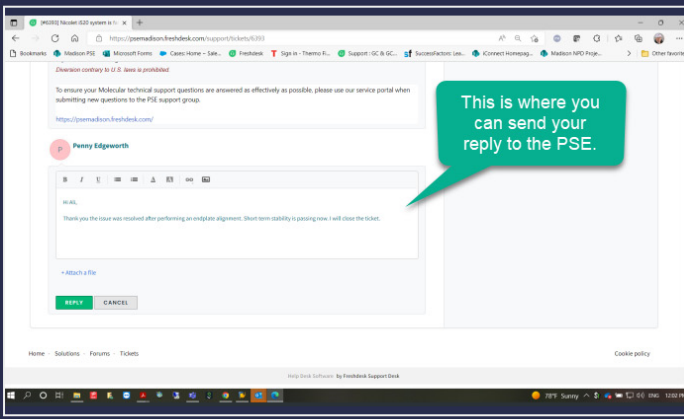 [#6393] Nicolet iS20 system is fa
https://psemadison.freshdesk.com/support/tickets/6393
Bookmarks Madison PSE Microsoft Forms Cases: Home ~ Sale... Freshdesk Sign in - Thermo Fi... Support : GC & GC... SuccessFactors: Lea... iConnect Homepag... Madison NPD Proje... Other favorites
Diversion contrary to U.S. laws is prohibited.
To ensure your Molecular technical support questions are answered as effectively as possible, please use our service portal when
submitting new questions to the PSE support group.
https://psemadison.freshdesk.com/
This is where you
can send your
reply to the PSE.
P Penny Edgeworth
B I U
Hi Ali,
Thank you the issue was resolved after performing an endplate alignment. Short term stability is passing now. I will close the ticket.
+ Attach a file
REPLY CANCEL
Home · Solutions · Forums · Tickets Cookie policy
Help Desk Software by Freshdesk Support Desk
78°F Sunny ENG 12:02 PM